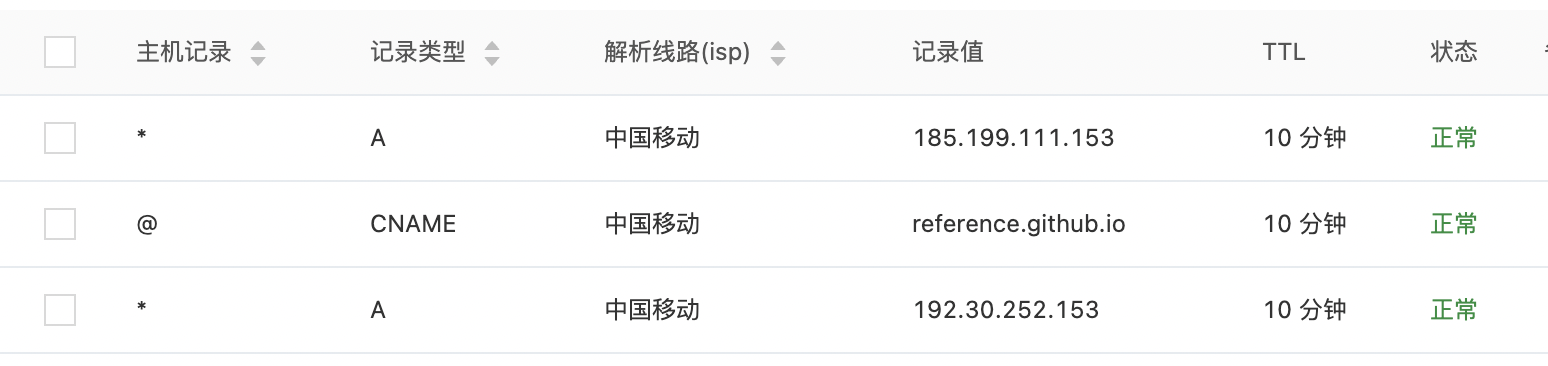 主机记录 记录类型 解析线路(isp) 记录值 TTL 状态
* A 中国移动 185.199.111.153 10 分钟 正常
@ CNAME 中国移动 reference.github.io 10 分钟 正常
* A 中国移动 192.30.252.153 10 分钟 正常